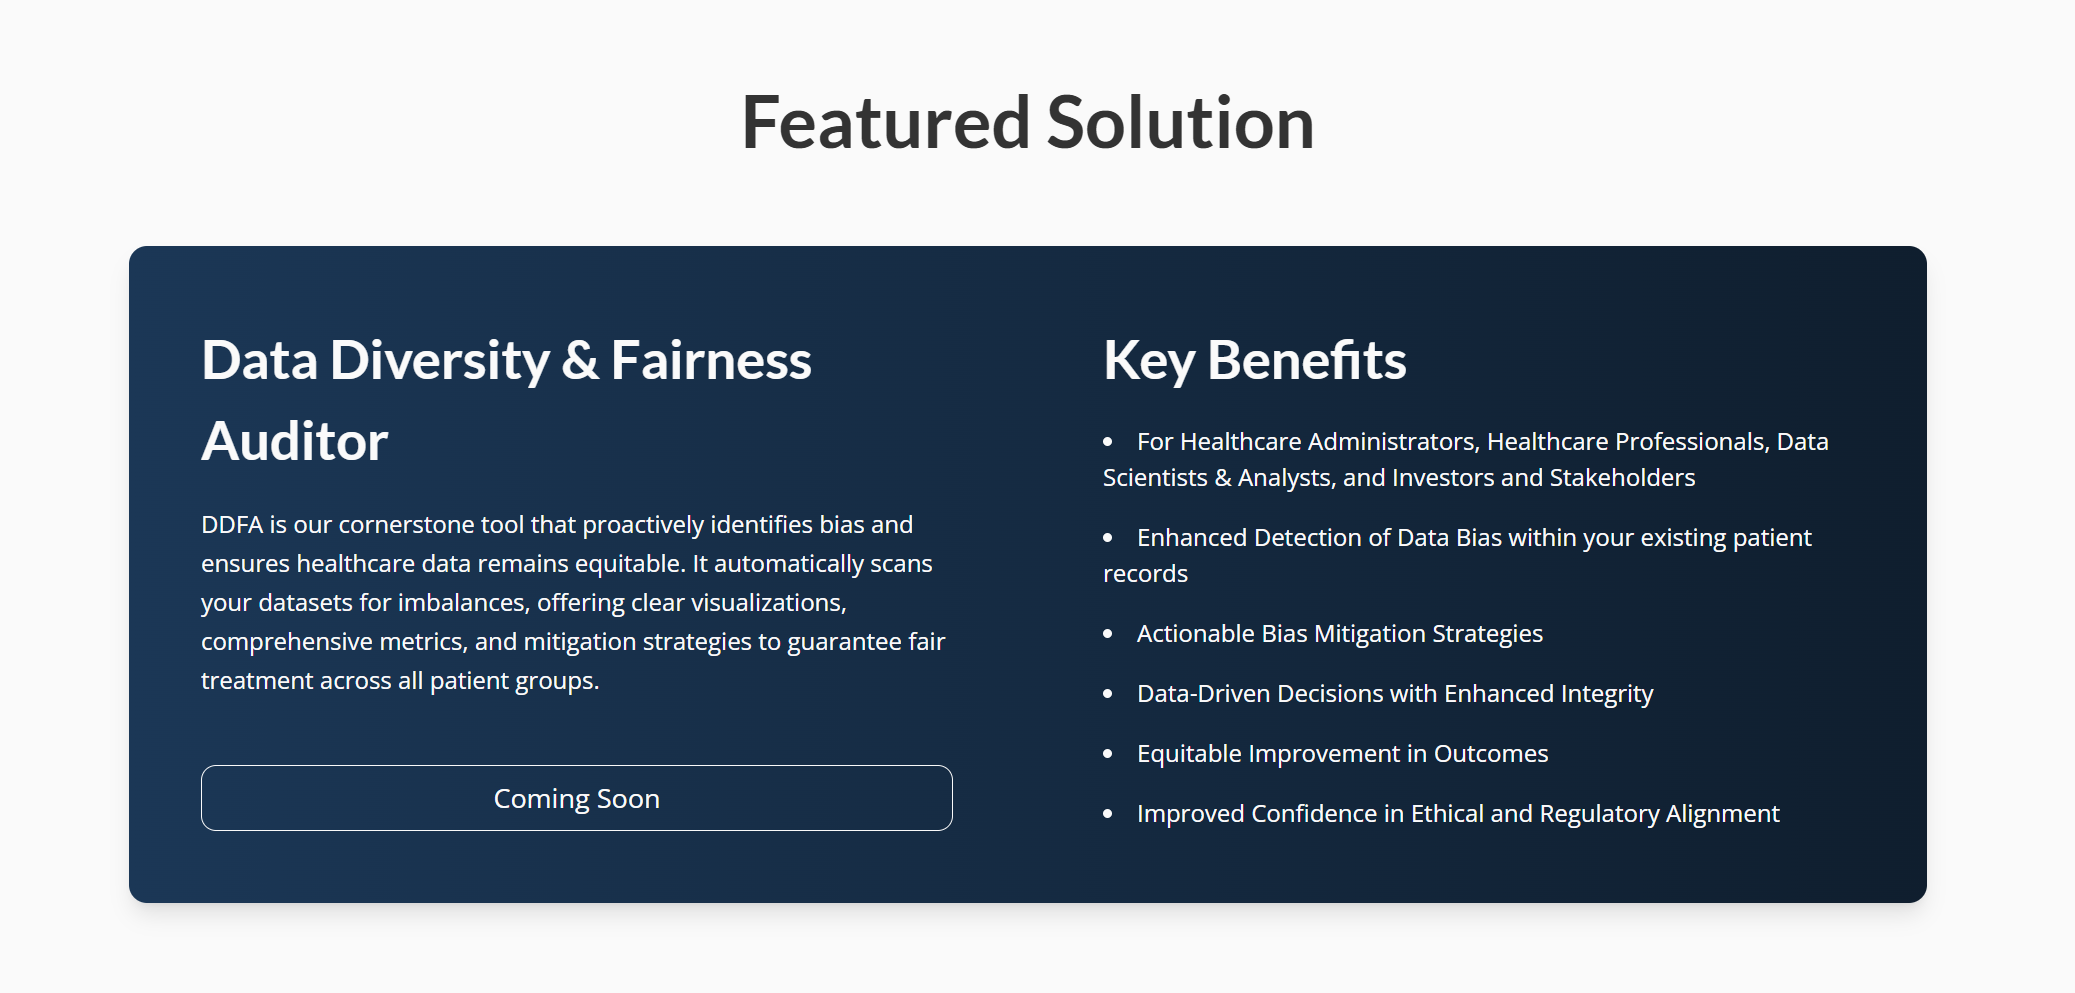 Featured Solution
Data Diversity & Fairness
Auditor
DDFA is our cornerstone tool that proactively identifies bias and
ensures healthcare data remains equitable. It automatically scans
your datasets for imbalances, offering clear visualizations,
comprehensive metrics, and mitigation strategies to guarantee fair
treatment across all patient groups.
Coming Soon
Key Benefits
• For Healthcare Administrators, Healthcare Professionals, Data
Scientists & Analysts, and Investors and Stakeholders
• Enhanced Detection of Data Bias within your existing patient
records
• Actionable Bias Mitigation Strategies
• Data-Driven Decisions with Enhanced Integrity
• Equitable Improvement in Outcomes
• Improved Confidence in Ethical and Regulatory Alignment